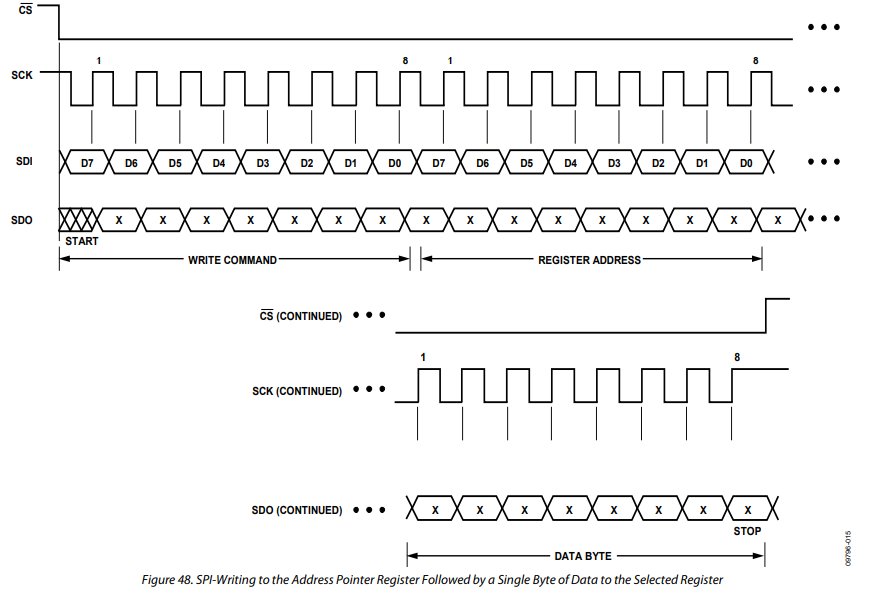 CS
SCK 1 8 1 8
SDI D7 D6 D5 D4 D3 D2 D1 D0 D7 D6 D5 D4 D3 D2 D1 D0
SDO X X X X X X X X X X X X X X X X
START
WRITE COMMAND REGISTER ADDRESS
CS (CONTINUED)
1 8
SCK (CONTINUED)
SDO (CONTINUED) X X X X X X X X
STOP
DATA BYTE
09796-015
Figure 48. SPI-Writing to the Address Pointer Register Followed by a Single Byte of Data to the Selected Register